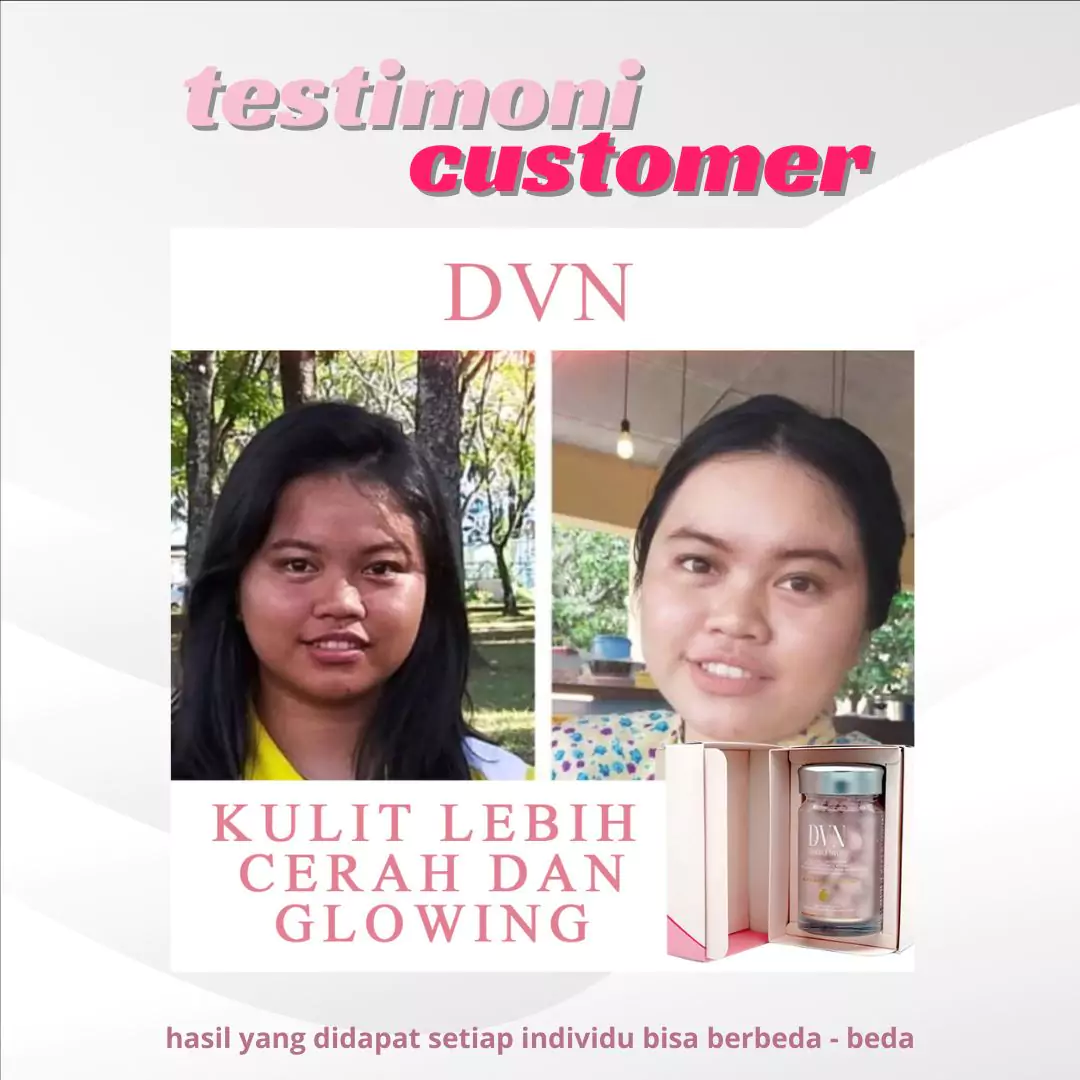 testimoni
customer
DVN
KULIT LEBIH
CERAH DAN
GLOWING
DVN
hasil yang didapat setiap individu bisa berbeda - beda